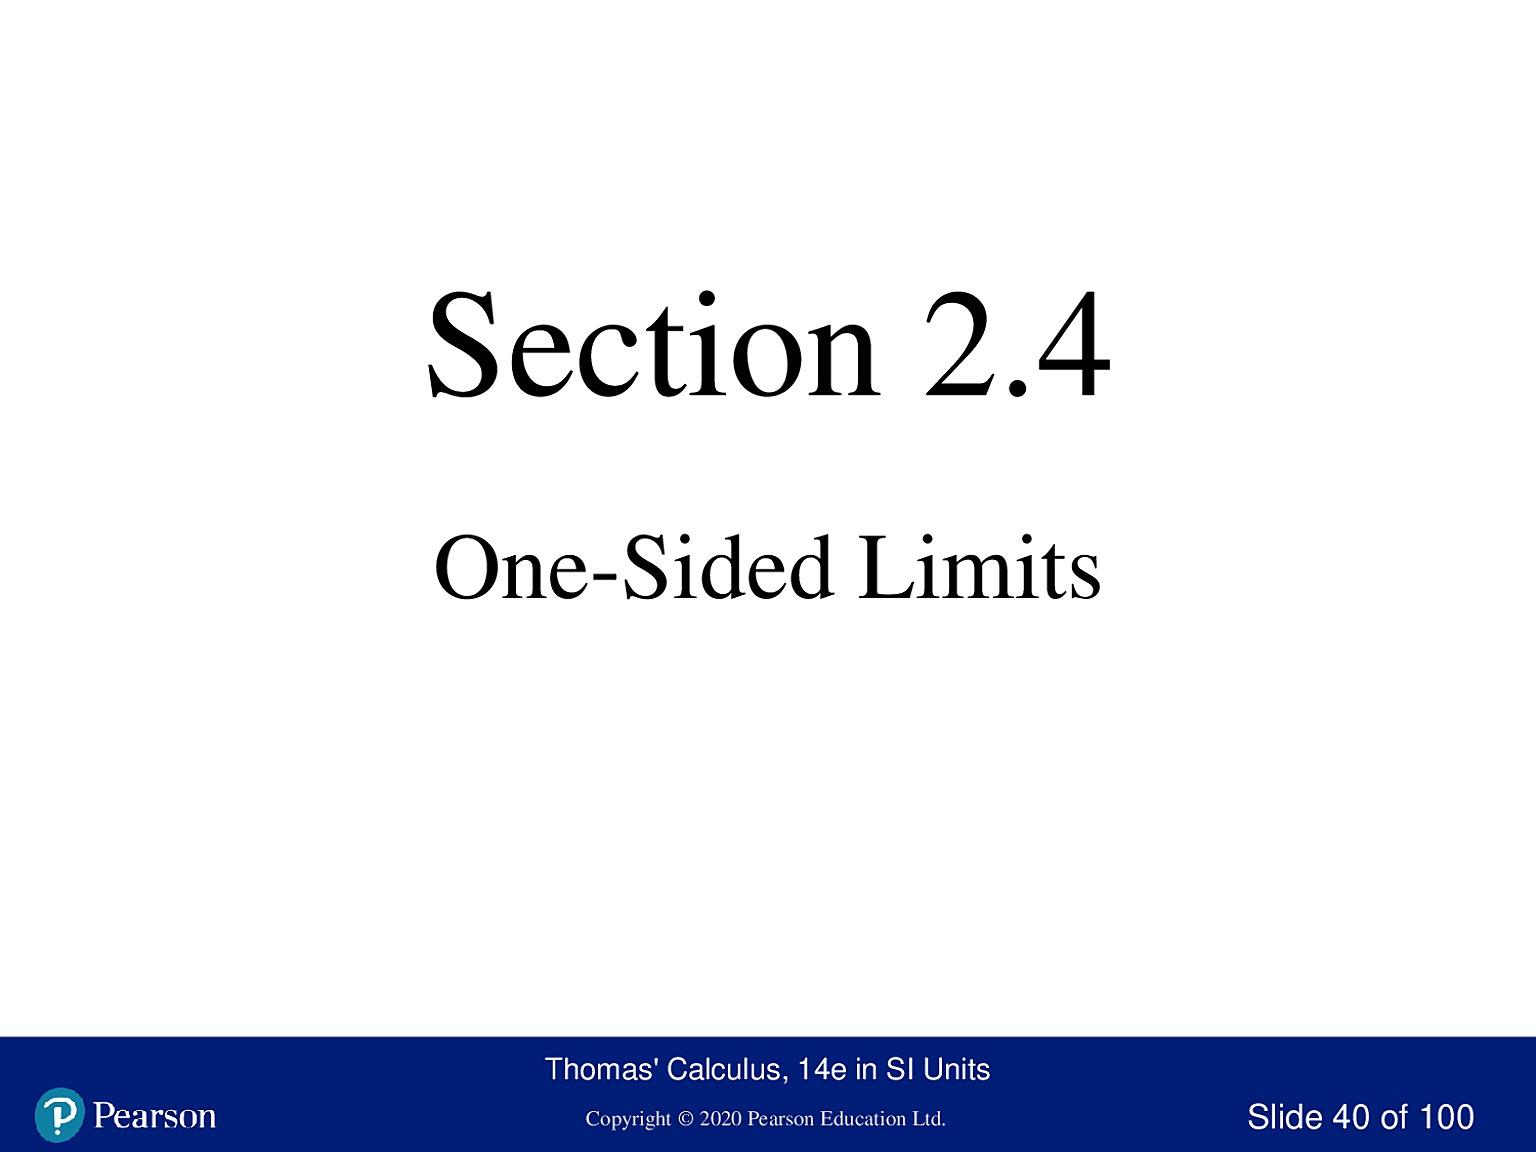 Section 2.4
One-Sided Limits
Thomas' Calculus, 14e in SI Units
Pearson
Copyright © 2020 Pearson Education Ltd.
Slide 40 of 100